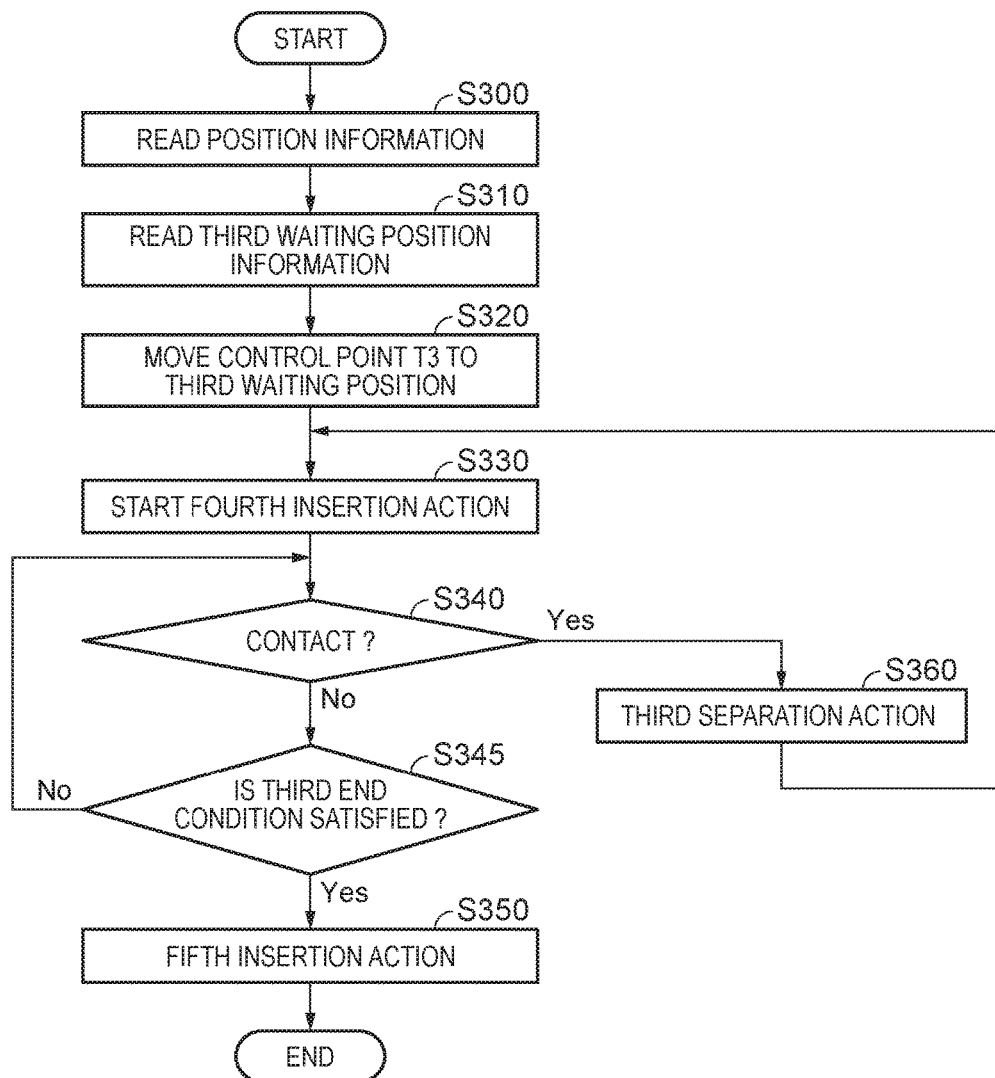 START
S300
READ POSITION INFORMATION
S310
READ THIRD WAITING POSITION
INFORMATION
S320
MOVE CONTROL POINT T3 TO
THIRD WAITING POSITION
S330
START FOURTH INSERTION ACTION
S340
CONTACT ?
Yes
No
S360
THIRD SEPARATION ACTION
S345
IS THIRD END
CONDITION SATISFIED ?
No
Yes
S350
FIFTH INSERTION ACTION
END